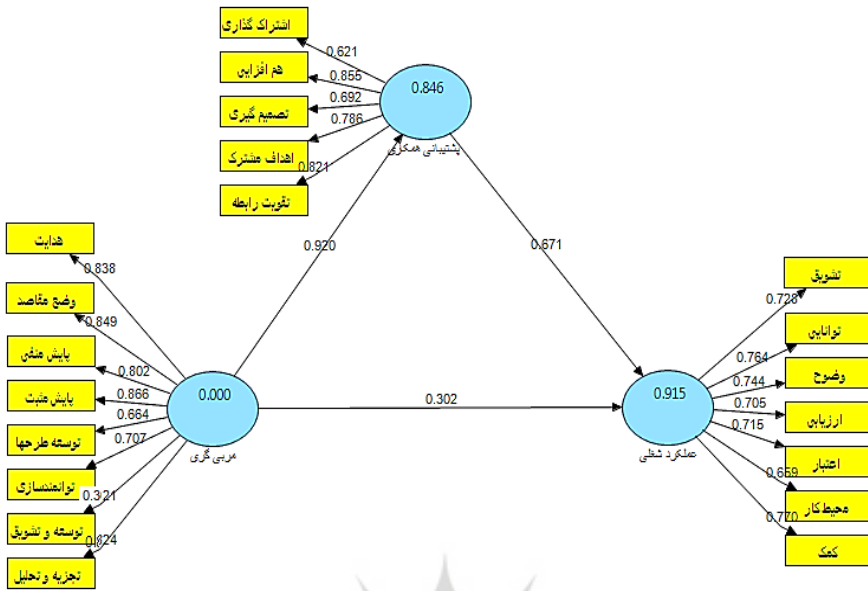 اشتراک گذاری
0.621
هم افزایی
0.855
0.846
تصمیم گیری
0.692
اهداف مشترک
0.786
پشتیبانی همکاری
تقویت رابطه
0.821
هدایت
0.838
0.920
0.671
وضع مقاصد
0.849
تشویق
0.728
پایش منفی
0.802
توانایی
0.764
پایش مثبت
0.866
0.000
0.302
0.915
وضوح
0.744
توسعه طرحها
0.664
ارزیابی
0.705
توانمندسازی
0.707
مربی گری
عملکرد شغلی
اعتبار
0.715
توسعه و تشویق
محیط کار
0.659
تجزیه و تحلیل
کمک
0.770